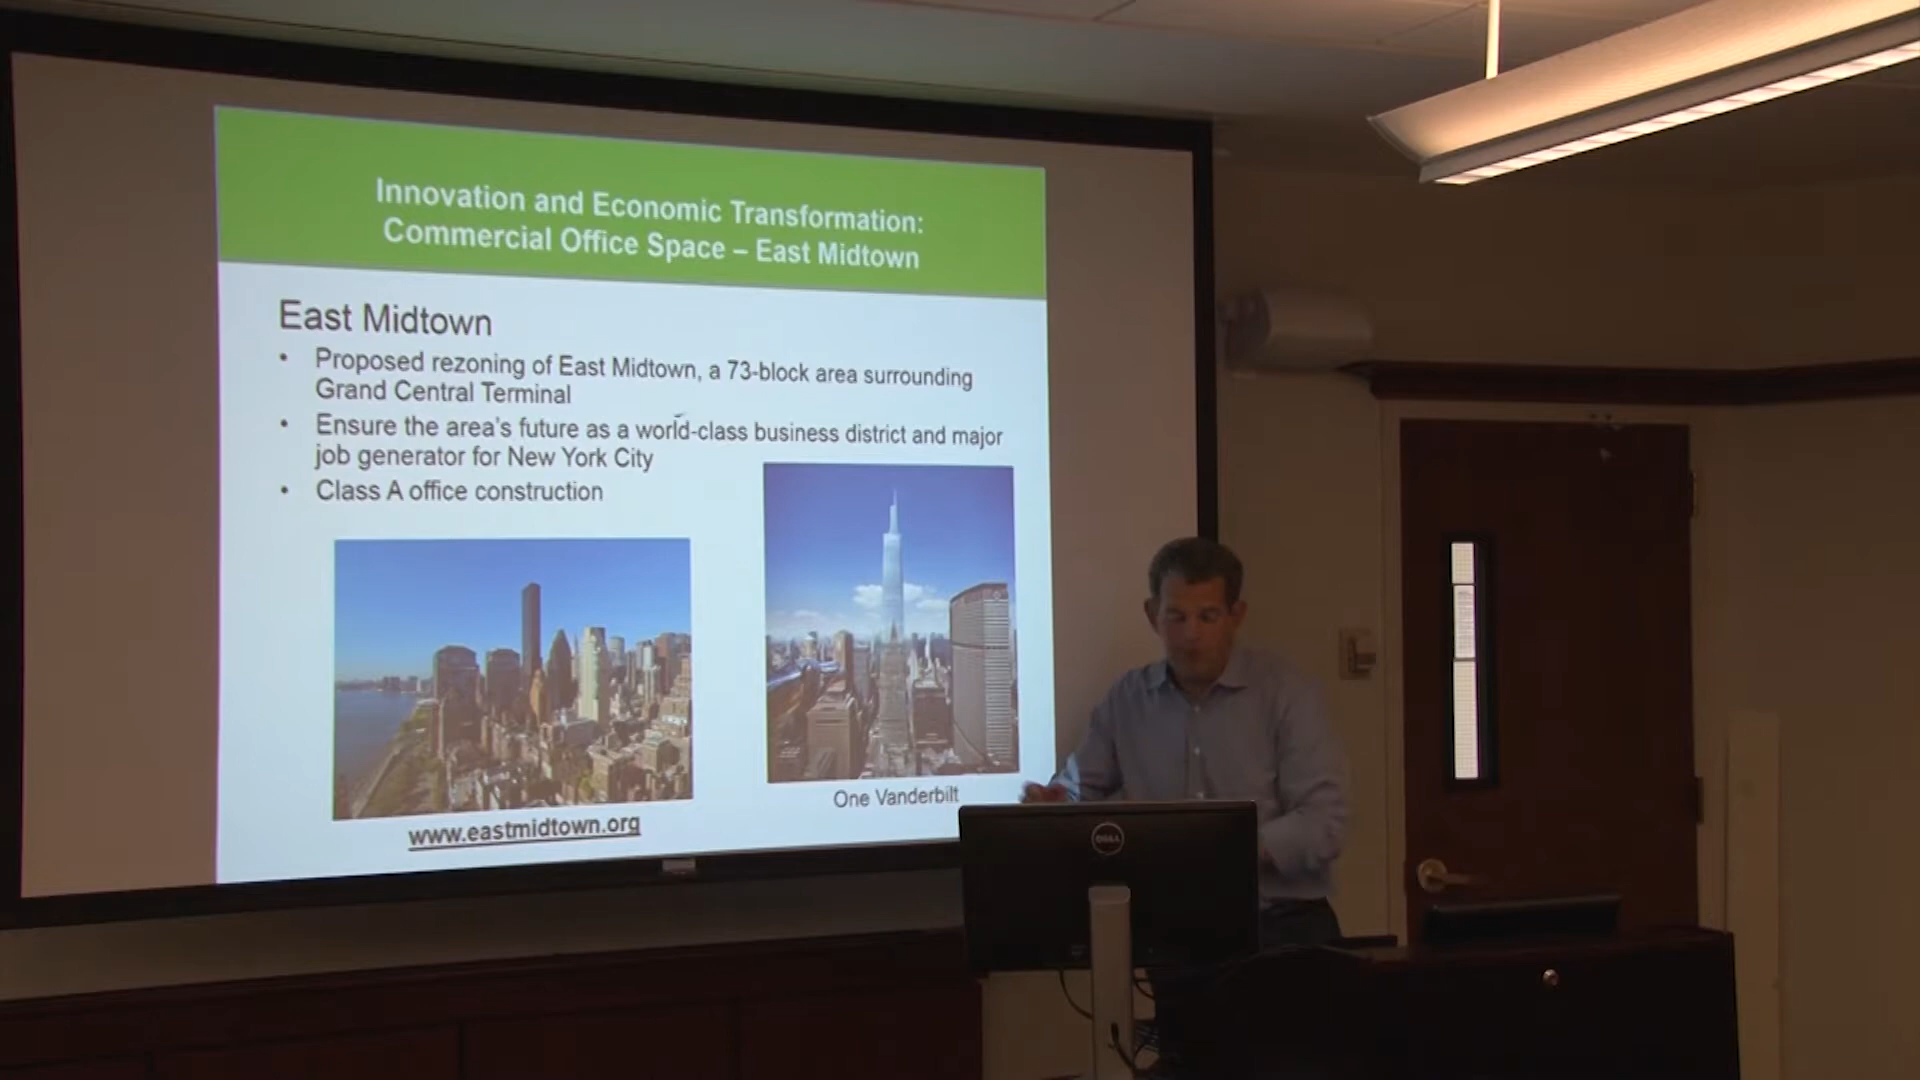 Innovation and Economic Transformation:
Commercial Office Space – East Midtown
East Midtown
• Proposed rezoning of East Midtown, a 73-block area surrounding
Grand Central Terminal
• Ensure the area's future as a world-class business district and major
job generator for New York City
• Class A office construction
One Vanderbilt
www.eastmidtown.org
DELL